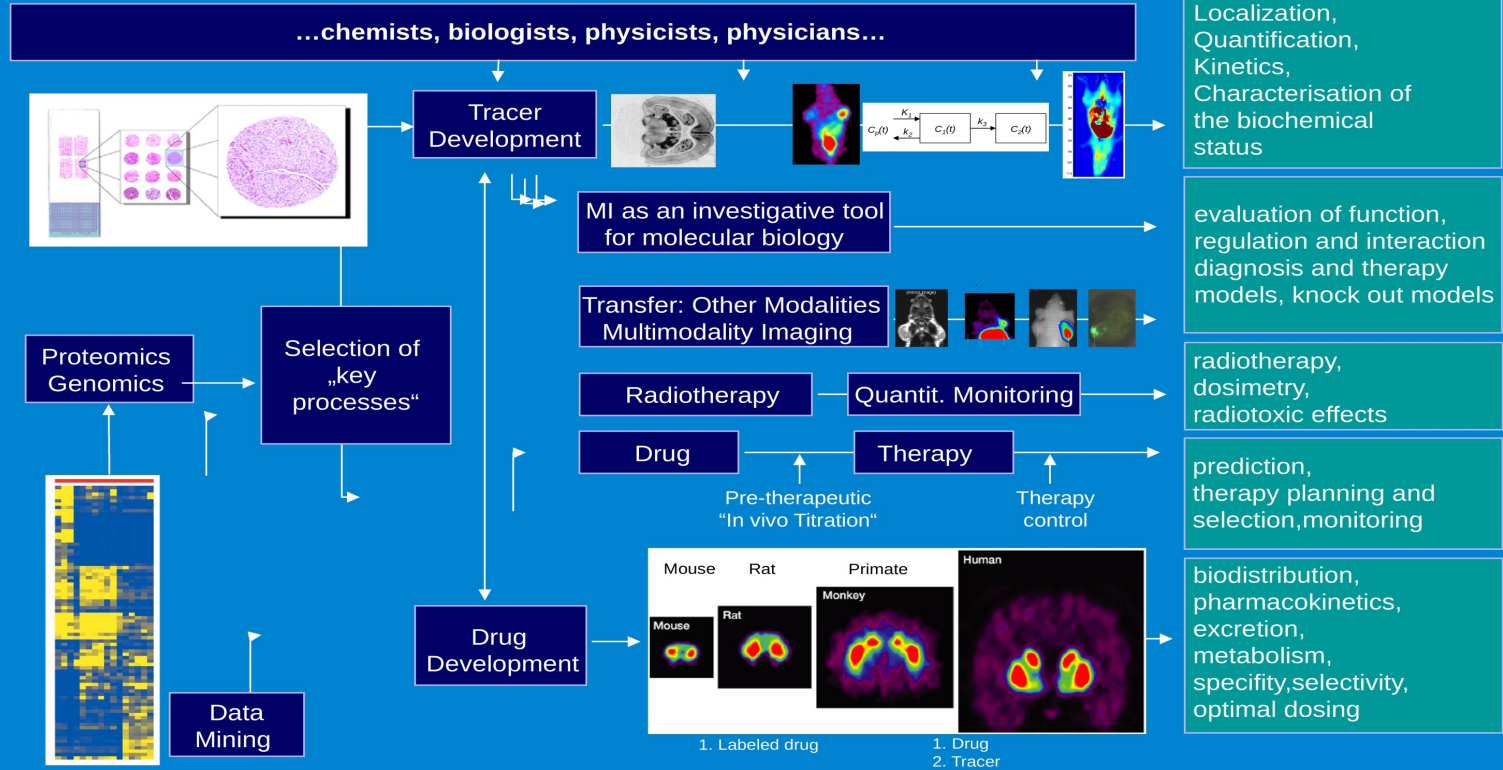 …chemists, biologists, physicists, physicians…
Localization,
Quantification,
Kinetics,
Characterisation of
the biochemical
status
Tracer
Development
K1
Cp(t)
k2
C1(t)
k3
C2(t)
MI as an investigative tool
for molecular biology
evaluation of function,
regulation and interaction
diagnosis and therapy
models, knock out models
Transfer: Other Modalities
Multimodality Imaging
Proteomics
Genomics
Selection of
„key
processes“
Radiotherapy
Quantit. Monitoring
radiotherapy,
dosimetry,
radiotoxic effects
Drug
Therapy
Pre-therapeutic
“In vivo Titration“
Therapy
control
prediction,
therapy planning and
selection,monitoring
Drug
Development
Mouse
Rat
Primate
Mouse
Rat
Monkey
Human
biodistribution,
pharmacokinetics,
excretion,
metabolism,
specifity,selectivity,
optimal dosing
Data
Mining
1. Labeled drug
1. Drug
2. Tracer